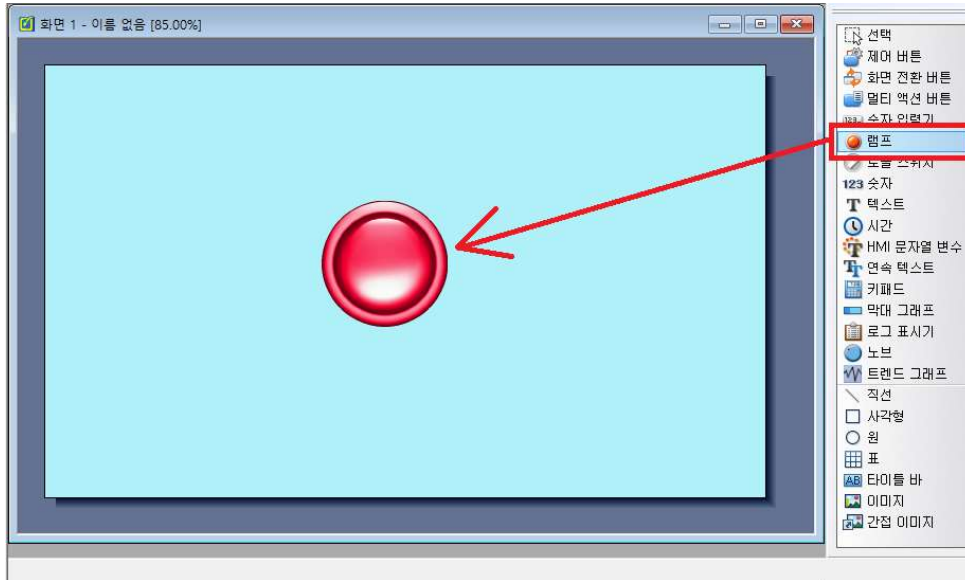 화면 1 - 이름 없음 [85.00%]
선택
제어 버튼
화면 전환 버튼
멀티 액션 버튼
123 숫자 입력기
램프
토글 스위치
123 숫자
T 텍스트
시간
HMI 문자열 변수
연속 텍스트
키패드
막대 그래프
로그 표시기
노브
트렌드 그래프
직선
사각형
원
표
AB 타이틀 바
이미지
간접 이미지